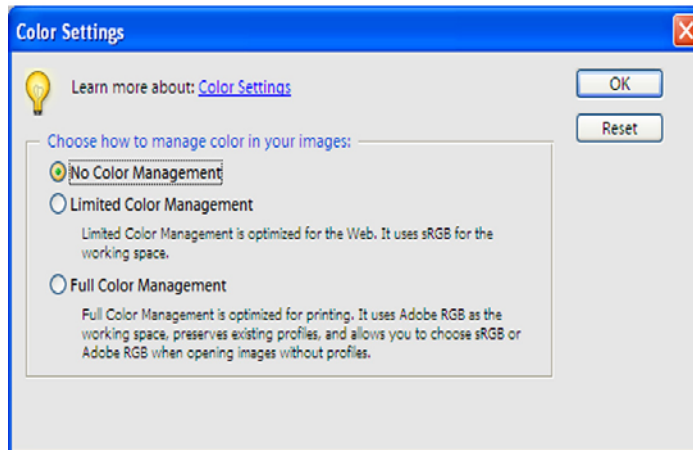 Color Settings
Learn more about: Color Settings
OK
Reset
Choose how to manage color in your images:
No Color Management
Limited Color Management
Limited Color Management is optimized for the Web. It uses sRGB for the
working space.
Full Color Management
Full Color Management is optimized for printing. It uses Adobe RGB as the
working space, preserves existing profiles, and allows you to choose sRGB or
Adobe RGB when opening images without profiles.